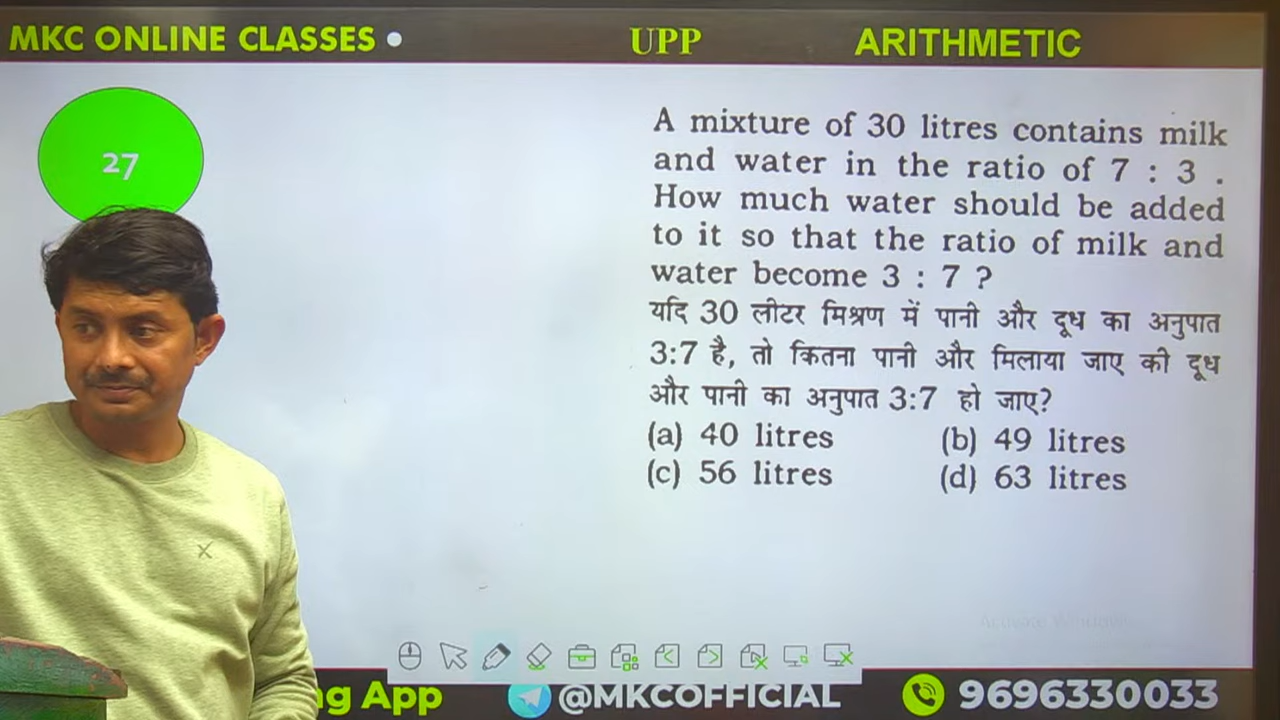 MKC ONLINE CLASSES
UPP
ARITHMETIC
27
A mixture of 30 litres contains milk
and water in the ratio of 7 : 3 .
How much water should be added
to it so that the ratio of milk and
water become 3 : 7 ?
यदि 30 लीटर मिश्रण में पानी और दूध का अनुपात
3:7 है, तो कितना पानी और मिलाया जाए की दूध
और पानी का अनुपात 3:7 हो जाए?
(a) 40 litres (b) 49 litres
(c) 56 litres (d) 63 litres
Activate Windows
ng App
@MKCOFFICIAL
9696330033